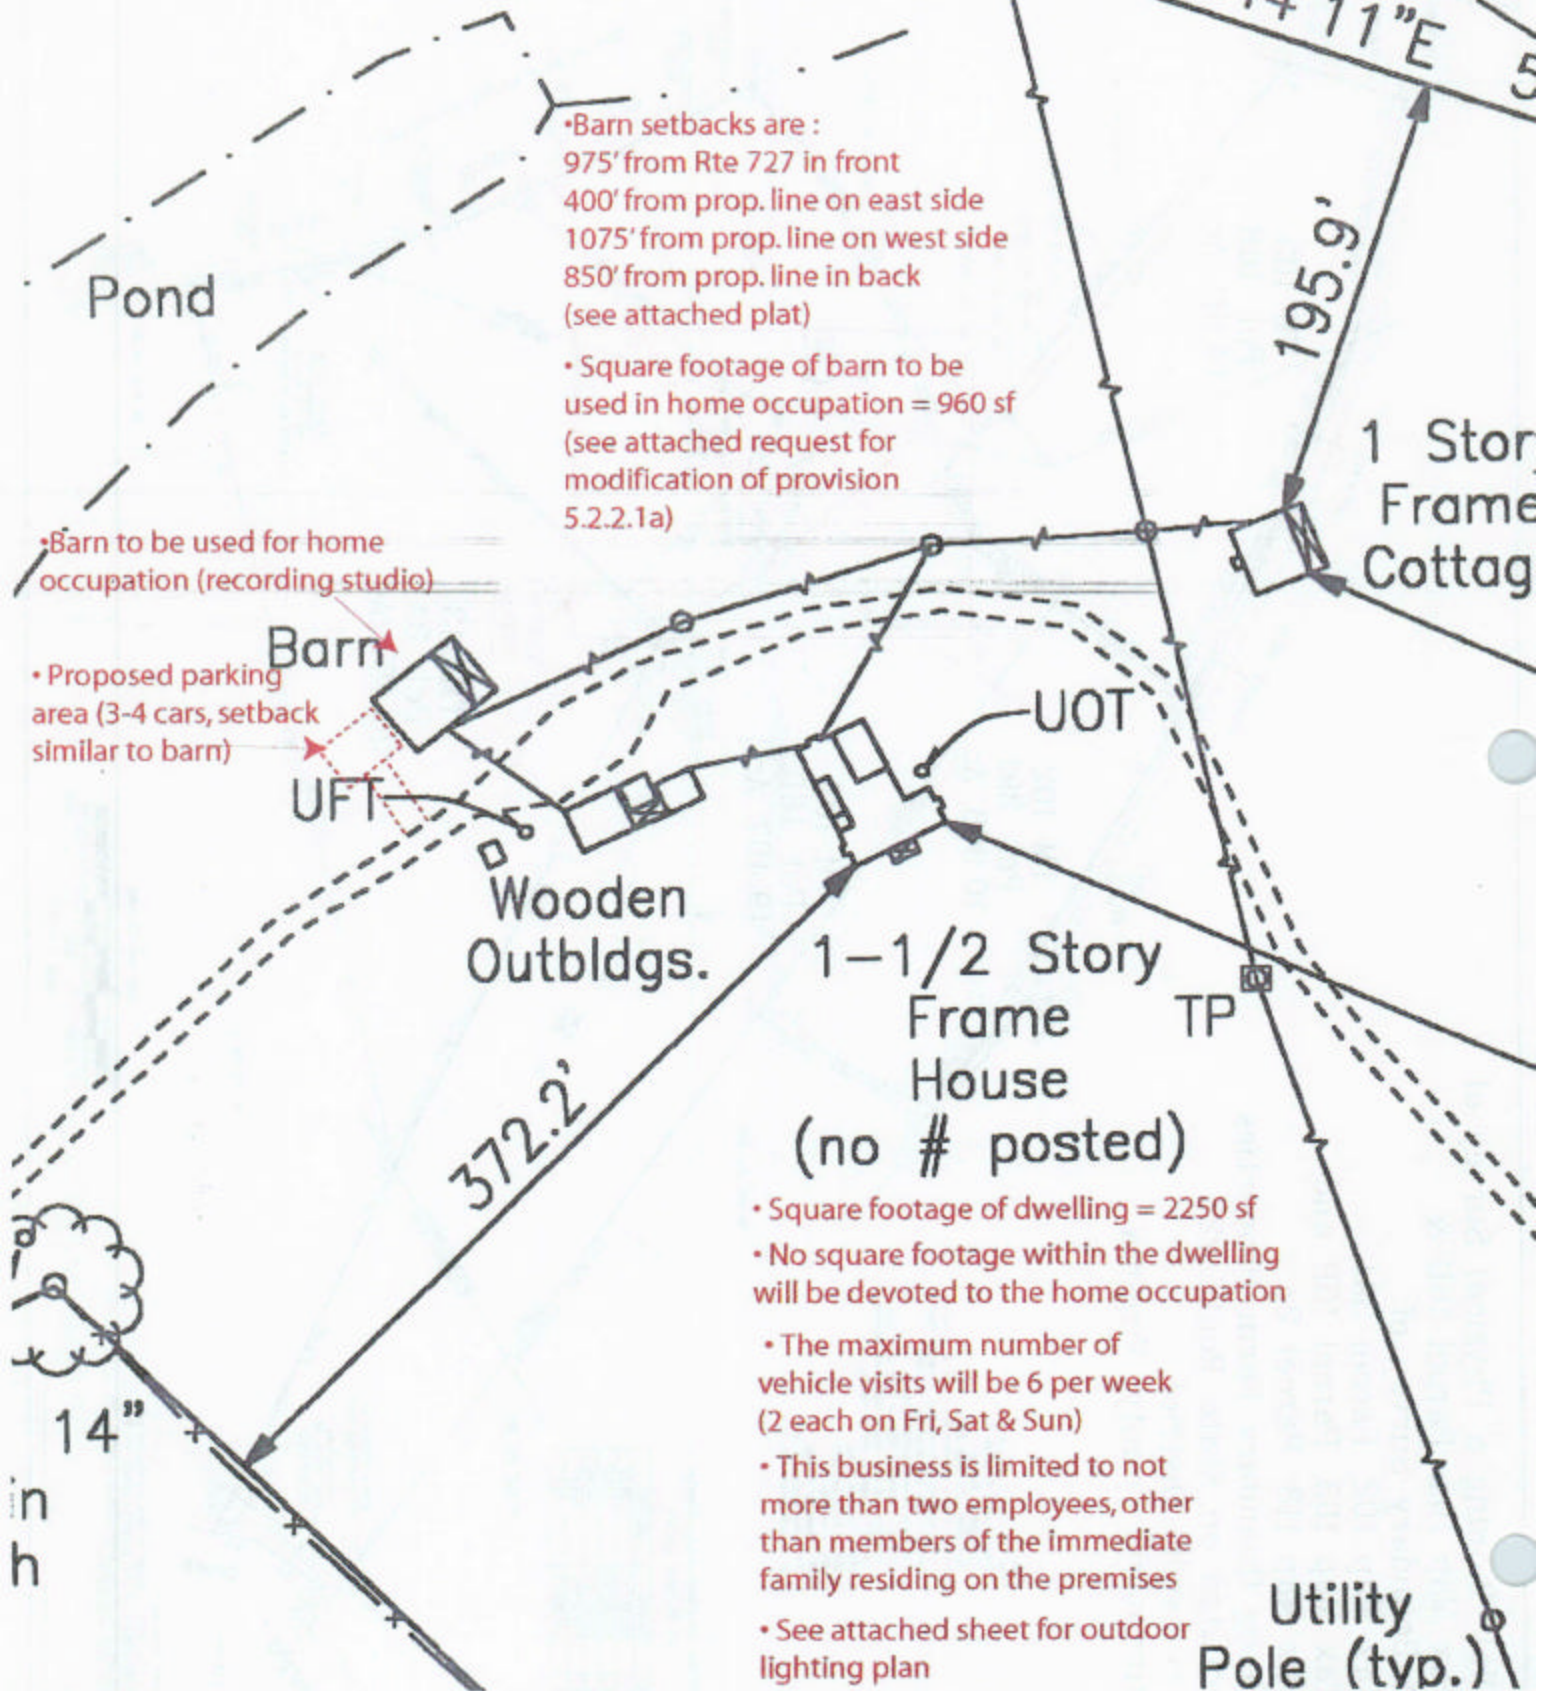 11"E
5
•Barn setbacks are :
975' from Rte 727 in front
400' from prop. line on east side
1075' from prop. line on west side
850' from prop. line in back
(see attached plat)
Pond
195.9'
• Square footage of barn to be
used in home occupation = 960 sf
(see attached request for
modification of provision
5.2.2.1a)
1 Stor
Frame
Cottag
•Barn to be used for home
occupation (recording studio)
Barn
• Proposed parking
area (3-4 cars, setback
similar to barn)
UOT
UFT
Wooden
Outbldgs.
1-1/2 Story
Frame
House
(no # posted)
TP
372.2'
• Square footage of dwelling = 2250 sf
• No square footage within the dwelling
will be devoted to the home occupation
• The maximum number of
vehicle visits will be 6 per week
(2 each on Fri, Sat & Sun)
14"
• This business is limited to not
more than two employees, other
than members of the immediate
family residing on the premises
in
h
• See attached sheet for outdoor
lighting plan
Utility
Pole (typ.)